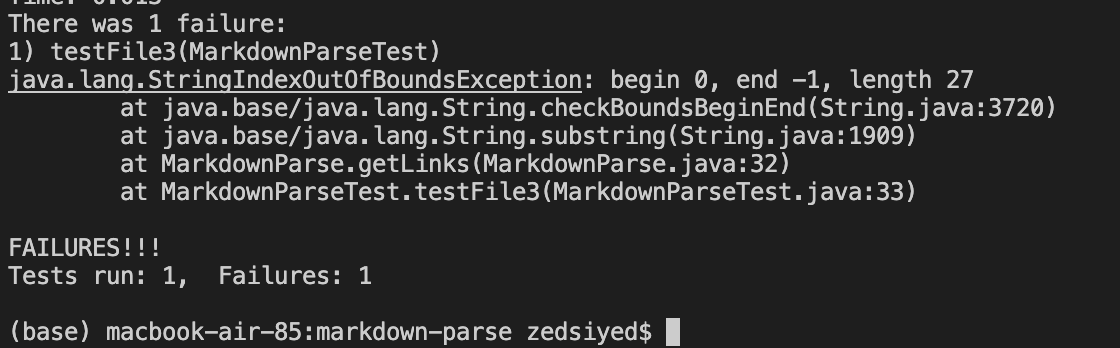 Time: 0.015
There was 1 failure:
1) testFile3(MarkdownParseTest)
java.lang.StringIndexOutOfBoundsException: begin 0, end -1, length 27
        at java.base/java.lang.String.checkBoundsBeginEnd(String.java:3720)
        at java.base/java.lang.String.substring(String.java:1909)
        at MarkdownParse.getLinks(MarkdownParse.java:32)
        at MarkdownParseTest.testFile3(MarkdownParseTest.java:33)
FAILURES!!!
Tests run: 1,  Failures: 1
(base) macbook-air-85:markdown-parse zedsiyed$